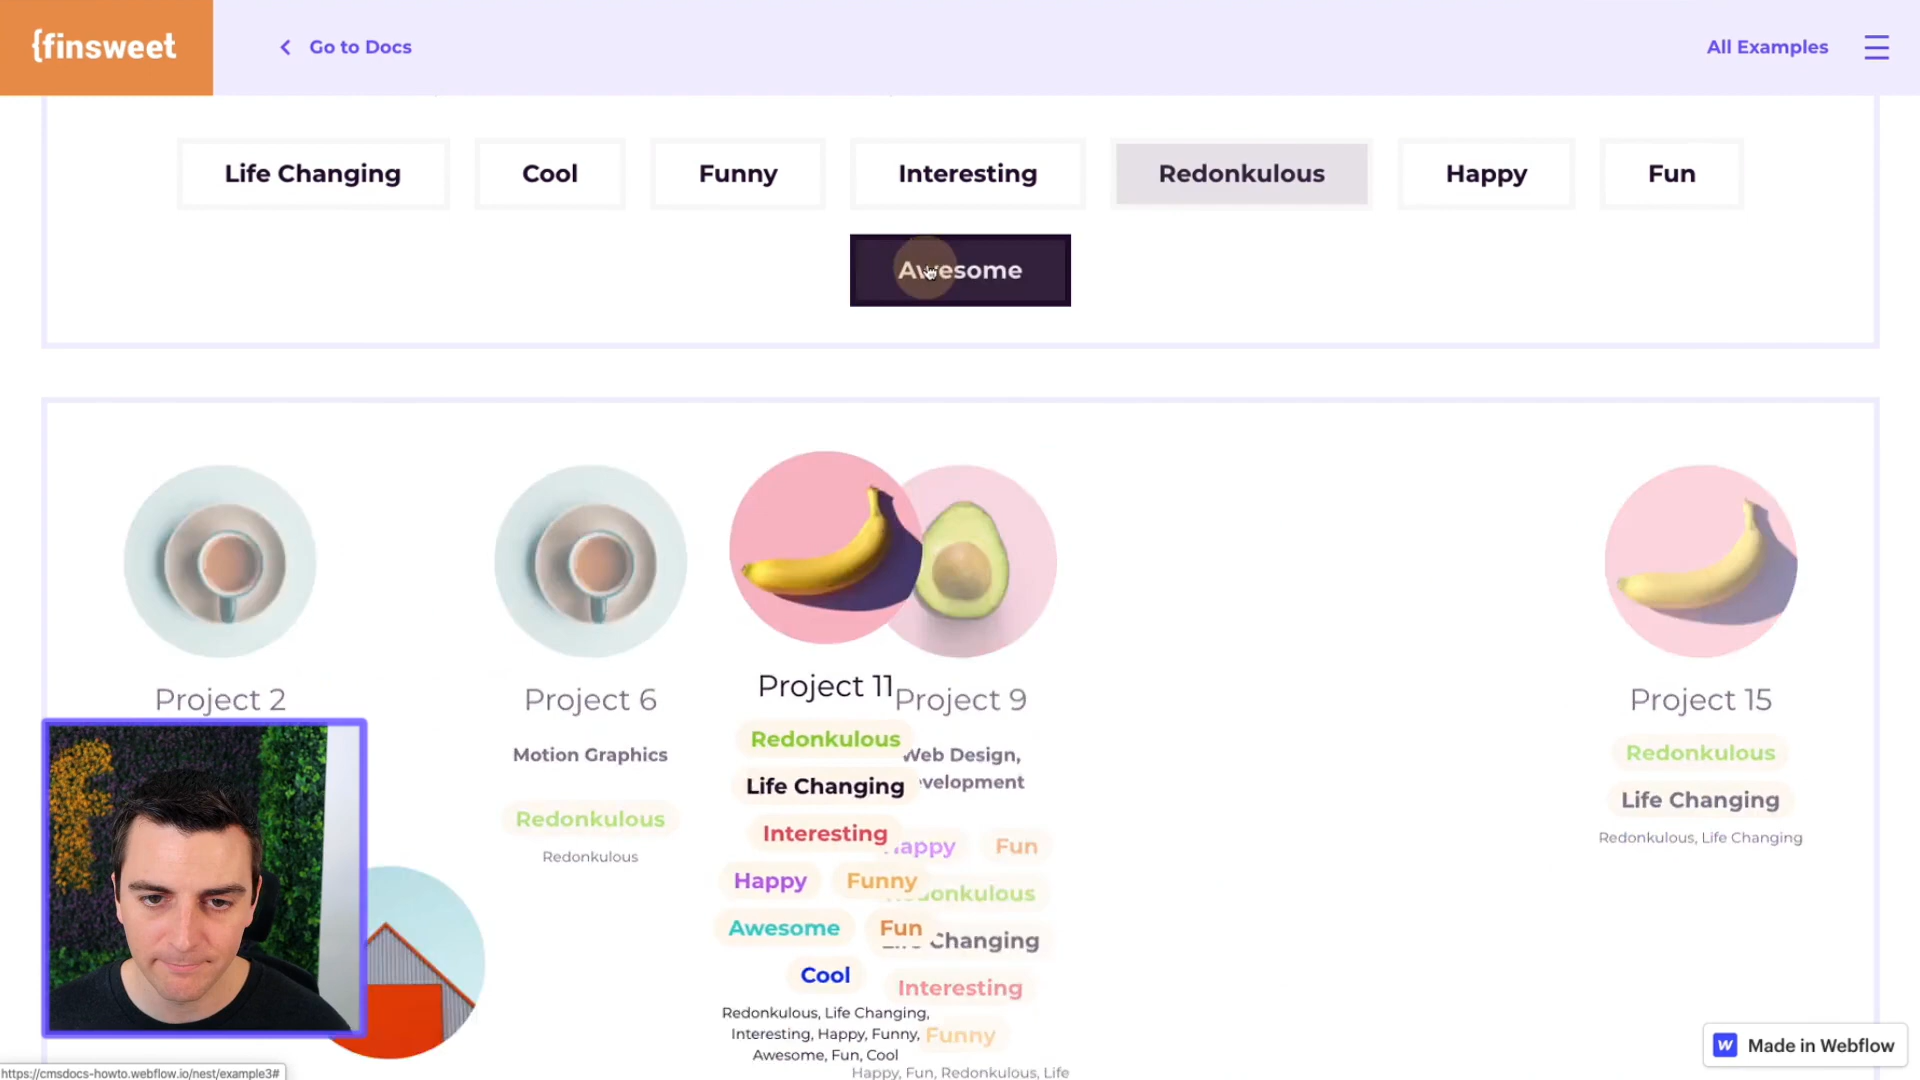 {finsweet
Go to Docs
All Examples
Life Changing
Cool
Funny
Interesting
Redonkulous
Happy
Fun
Awesome
Project 2
Project 6
Motion Graphics
Redonkulous
Redonkulous
Project 11
Redonkulous
Life Changing
Interesting
Happy
Funny
Awesome
Fun
Cool
Redonkulous, Life Changing,
Interesting, Happy, Funny,
Awesome, Fun, Cool
Project 9
Web Design,
Fun
Changing
Interesting
Funny
Happy, Fun, Redonkulous, Life
Project 15
Redonkulous
Life Changing
Redonkulous, Life Changing
W Made in Webflow
https://cmsdocs-howto.webflow.io/nest/example3#